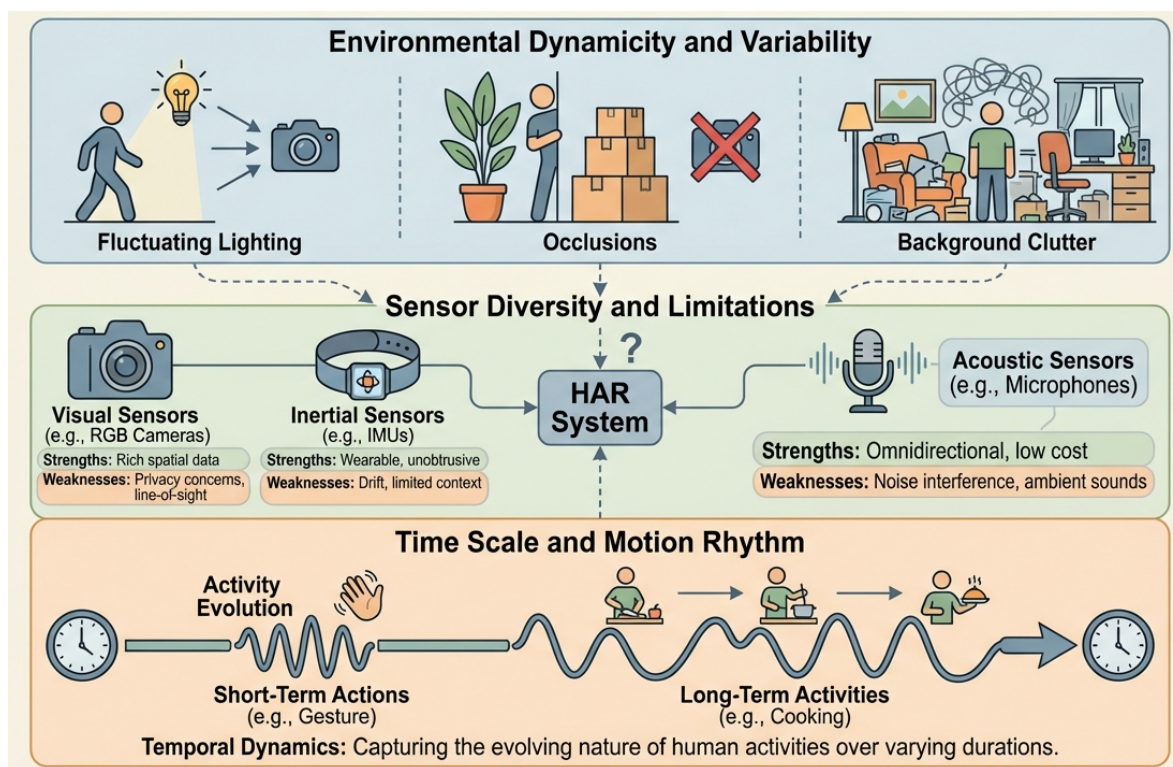 Environmental Dynamicity and Variability
Fluctuating Lighting
Occlusions
Background Clutter
Sensor Diversity and Limitations
?
HAR
System
Visual Sensors
(e.g., RGB Cameras)
Strengths: Rich spatial data
Weaknesses: Privacy concerns,
line-of-sight
Inertial Sensors
(e.g., IMUs)
Strengths: Wearable, unobtrusive
Weaknesses: Drift, limited context
Acoustic Sensors
(e.g., Microphones)
Strengths: Omnidirectional, low cost
Weaknesses: Noise interference, ambient sounds
Time Scale and Motion Rhythm
Activity
Evolution
Short-Term Actions
(e.g., Gesture)
Long-Term Activities
(e.g., Cooking)
Temporal Dynamics: Capturing the evolving nature of human activities over varying durations.